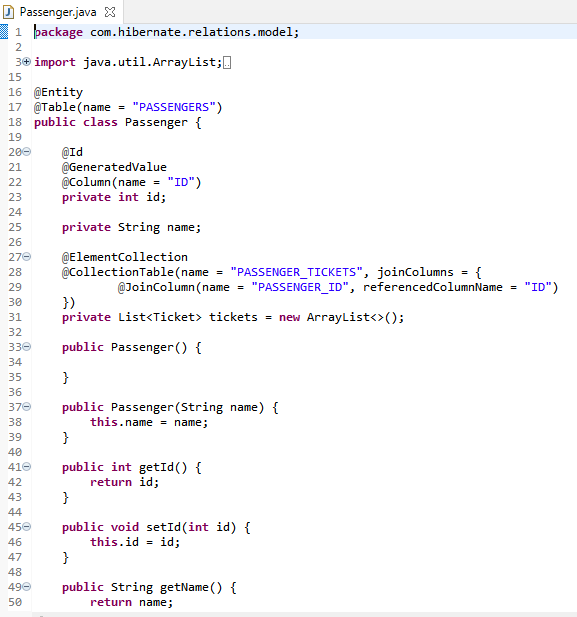 Passenger.java
1 package com.hibernate.relations.model;
2
3 import java.util.ArrayList;
15
16 @Entity
17 @Table(name = "PASSENGERS")
18 public class Passenger {
19
20 @Id
21 @GeneratedValue
22 @Column(name = "ID")
23 private int id;
24
25 private String name;
26
27 @ElementCollection
28 @CollectionTable(name = "PASSENGER_TICKETS", joinColumns = {
29 @JoinColumn(name = "PASSENGER_ID", referencedColumnName = "ID")
30 })
31 private List<Ticket> tickets = new ArrayList<>();
32
33 public Passenger() {
34
35 }
36
37 public Passenger(String name) {
38 this.name = name;
39 }
40
41 public int getId() {
42 return id;
43 }
44
45 public void setId(int id) {
46 this.id = id;
47 }
48
49 public String getName() {
50 return name;